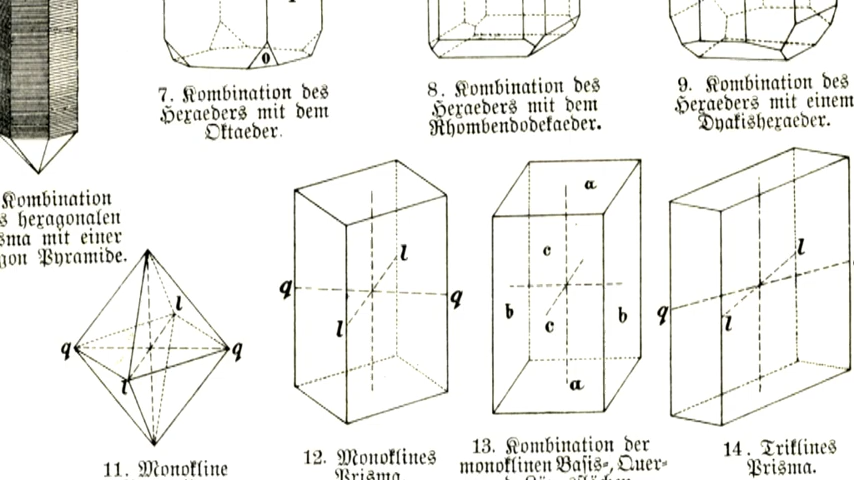 o
7. Kombination des
Hexaeders mit dem
Oktaeder.
8. Kombination des
Hexaeders mit dem
Rhombendodekaeder.
9. Kombination des
Hexaeders mit einem
Dyakishexaeder.
Kombination
s hexagonalen
sma mit einer
gon Pyramide.
q
l
l
q
11. Monokline
q
l
l
q
12. Monoklines
Prisma.
a
c
b
c
b
a
13. Kombination der
monoklinen Basis-, Quer-
q
l
l
14. Triklines
Prisma.